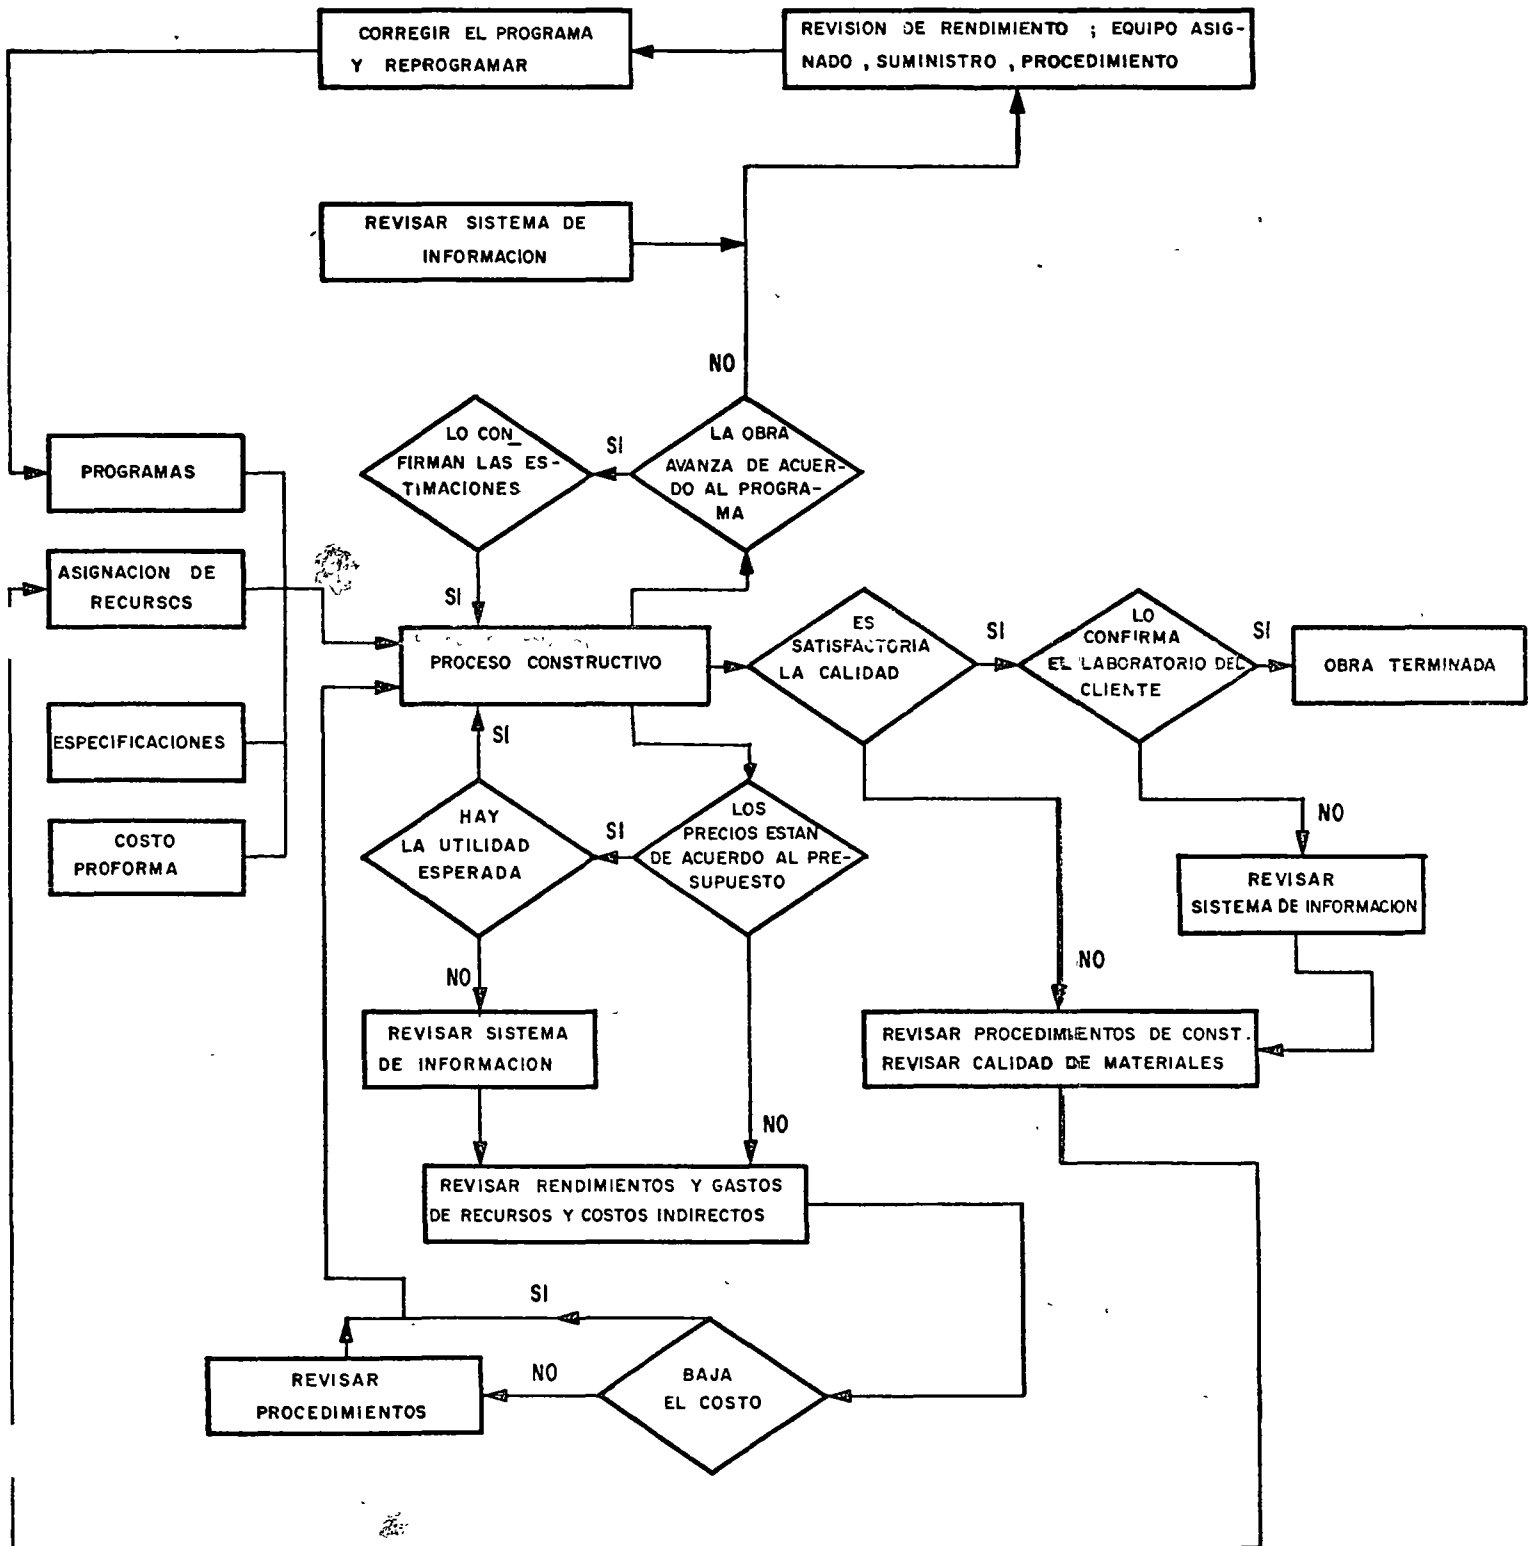 CORREGIR EL PROGRAMA
Y REPROGRAMAR
REVISION DE RENDIMIENTO ; EQUIPO ASIG-
NADO , SUMINISTRO , PROCEDIMIENTO
REVISAR SISTEMA DE
INFORMACION
NO
LO CON_
FIRMAN LAS ES-
TIMACIONES
SI
LA OBRA
AVANZA DE ACUER-
DO AL PROGRA-
MA
PROGRAMAS
ASIGNACION DE
RECURSOS
SI
PROCESO CONSTRUCTIVO
ES
SATISFACTORIA
LA CALIDAD
SI
LO
CONFIRMA
EL LABORATORIO DEL
CLIENTE
SI
OBRA TERMINADA
ESPECIFICACIONES
COSTO
PROFORMA
SI
HAY
LA UTILIDAD
ESPERADA
SI
LOS
PRECIOS ESTAN
DE ACUERDO AL PRE-
SUPUESTO
NO
REVISAR
SISTEMA DE INFORMACION
NO
NO
REVISAR SISTEMA
DE INFORMACION
REVISAR PROCEDIMIENTOS DE CONST.
REVISAR CALIDAD DE MATERIALES
NO
REVISAR RENDIMIENTOS Y GASTOS
DE RECURSOS Y COSTOS INDIRECTOS
SI
NO
REVISAR
PROCEDIMIENTOS
BAJA
EL COSTO